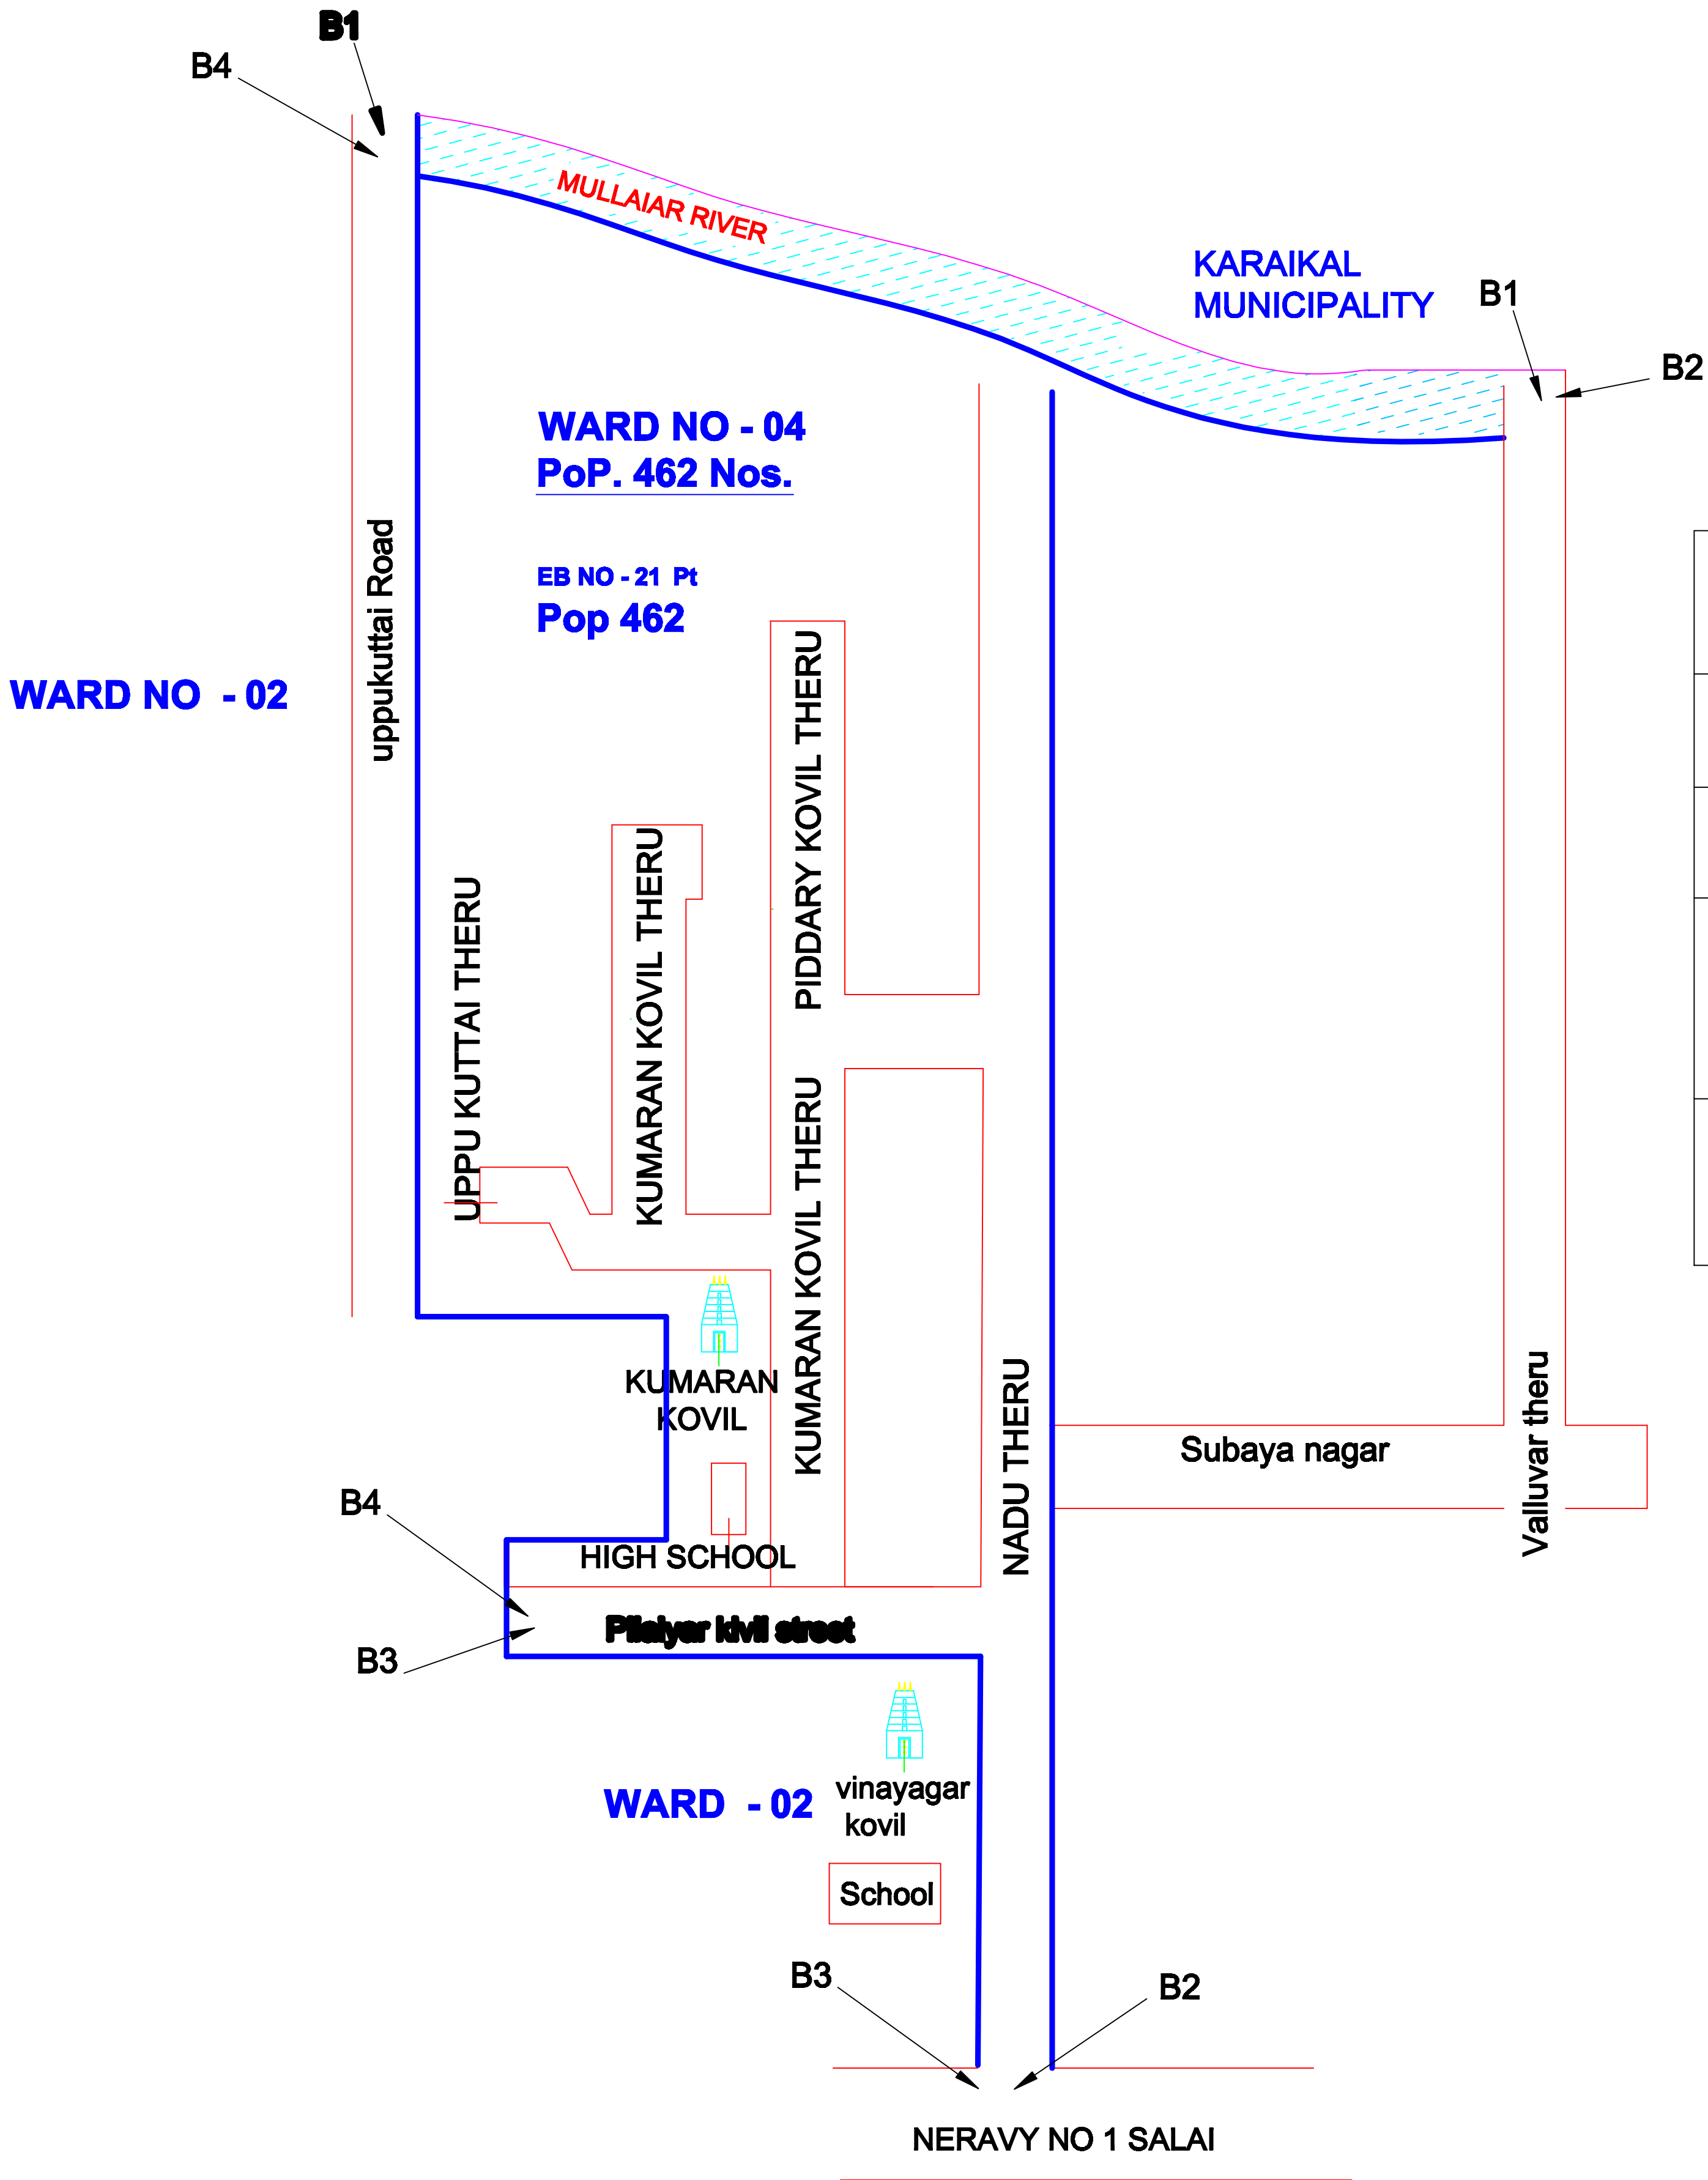 B1
B4
MULLAIAR RIVER
KARAIKAL
MUNICIPALITY
B1
B2
WARD NO - 04
PoP. 462 Nos.
uppukuttai Road
EB NO - 21 Pt
Pop 462
WARD NO - 02
PIDDARY KOVIL THERU
KUMARAN KOVIL THERU
UPPU KUTTAI THERU
KUMARAN KOVIL THERU
KUMARAN
KOVIL
NADU THERU
Subaya nagar
Valluvar theru
B4
HIGH SCHOOL
Pilaiyar kivil street
B3
WARD - 02
vinayagar
kovil
School
B3
B2
NERAVY NO 1 SALAI